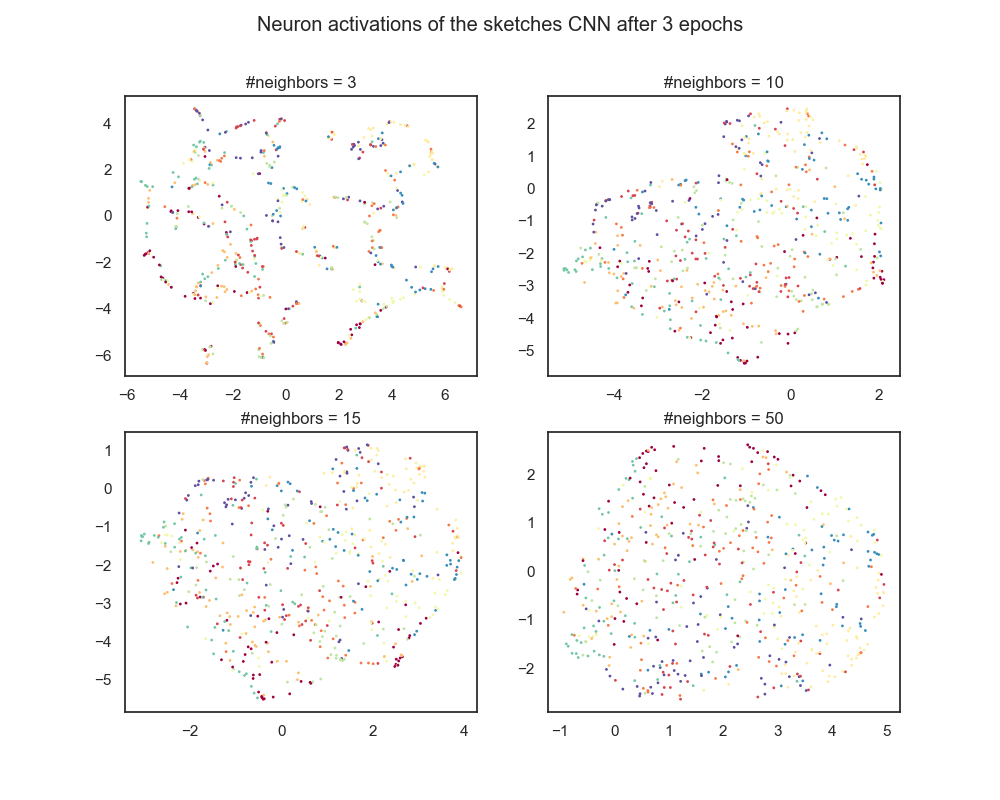 Neuron activations of the sketches CNN after 3 epochs
#neighbors = 3
4
2
0
−2
−4
−6
−6 −4 −2 0 2 4 6
#neighbors = 10
2
1
0
−1
−2
−3
−4
−5
−4 −2 0 2
#neighbors = 15
1
0
−1
−2
−3
−4
−5
−2 0 2 4
#neighbors = 50
2
1
0
−1
−2
−1 0 1 2 3 4 5